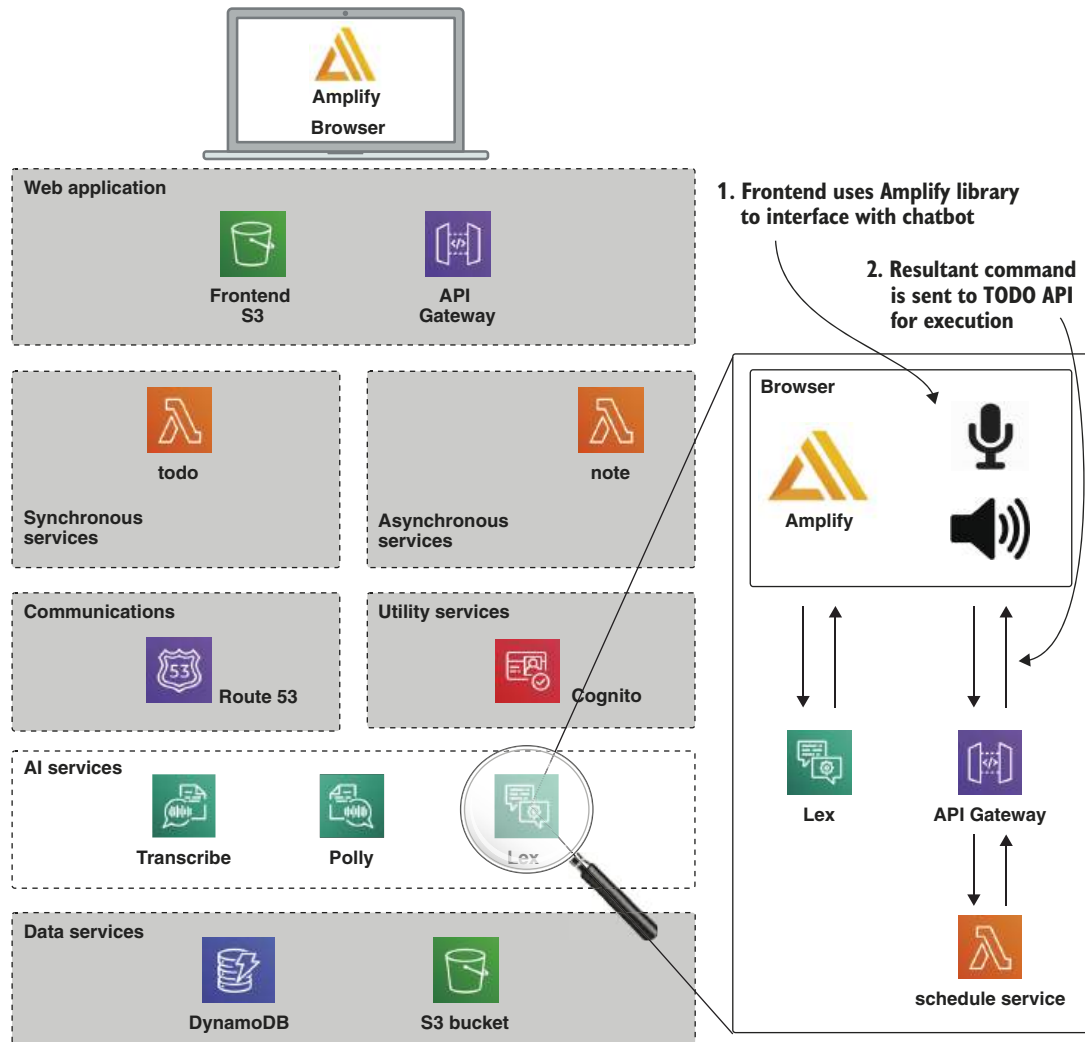 Amplify
Browser
Web application
Frontend
S3
API
Gateway
todo
Synchronous
services
note
Asynchronous
services
Communications
53
Route 53
Utility services
Cognito
AI services
Transcribe
Polly
Lex
Data services
DynamoDB
S3 bucket
1. Frontend uses Amplify library
to interface with chatbot
2. Resultant command
is sent to TODO API
for execution
Browser
Amplify
Lex
API Gateway
schedule service